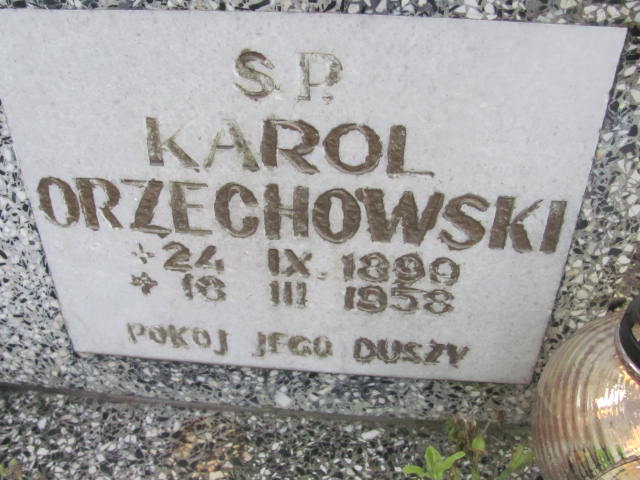 S.P.
KAROL
ORZECHOWSKI
24 IX. 1890
+ 16 III 1958
POKOJ JEGO DUSZY